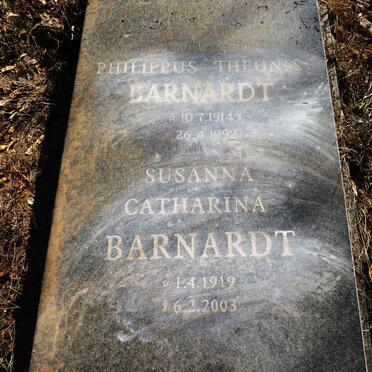 PHILIPPUS THEUNIS
BARNARDT
* 10.7.1914
26.4.1992
SUSANNA
CATHARINA
BARNARDT
* 1.4.1919
† 6.2.2003